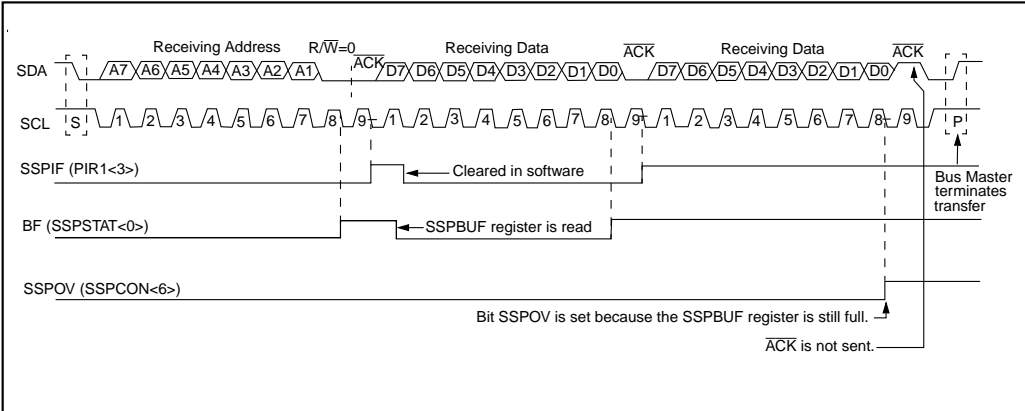 Receiving Address R/W=0 ACK Receiving Data ACK Receiving Data ACK
SDA A7 A6 A5 A4 A3 A2 A1 D7 D6 D5 D4 D3 D2 D1 D0 D7 D6 D5 D4 D3 D2 D1 D0
SCL S 1 2 3 4 5 6 7 8 9 1 2 3 4 5 6 7 8 9 1 2 3 4 5 6 7 8 9 P
SSPIF (PIR1<3>) Cleared in software
Bus Master
terminates
transfer
BF (SSPSTAT<0>) SSPBUF register is read
SSPOV (SSPCON<6>)
Bit SSPOV is set because the SSPBUF register is still full.
ACK is not sent.